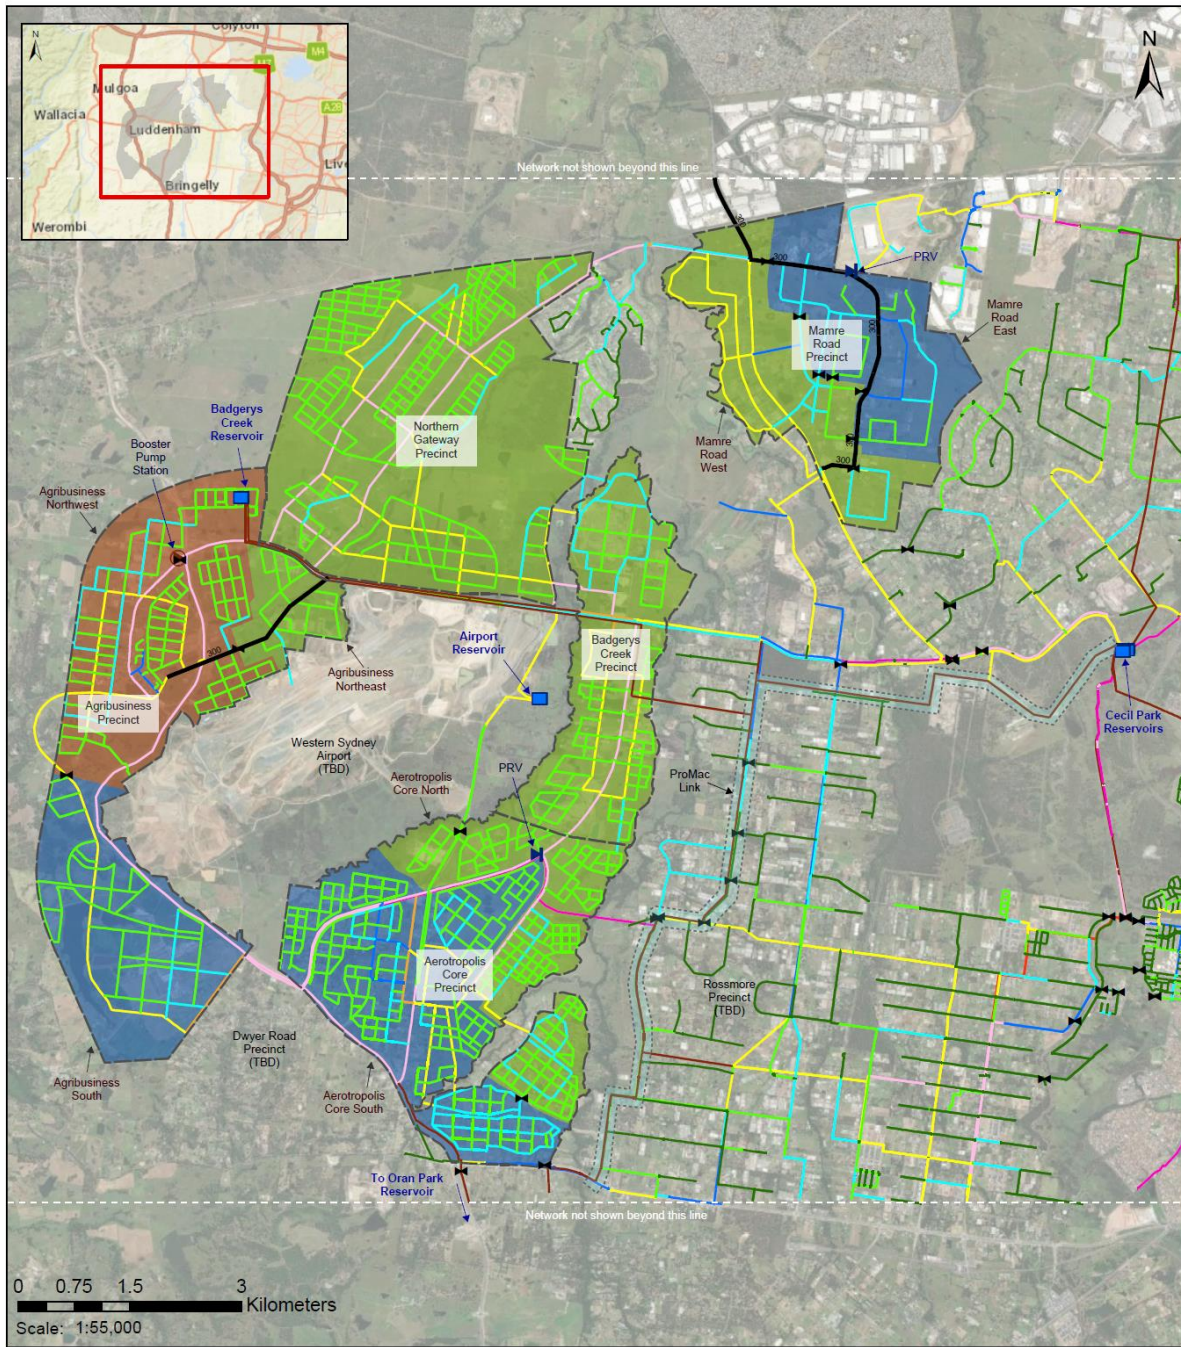 N
Colyton
M4
M7
Mulgoa
Wallacia
A28
Luddenham
Live
Bringelly
Werombi
N
Network not shown beyond this line
300
300
PRV
300
Mamre
Road
East
Mamre
Road
Precinct
Badgerys
Creek
Reservoir
Northern
Gateway
Precinct
Booster
Pump
Station
Mamre
Road
West
300
300
Agribusiness
Northwest
Airport
Reservoir
Badgerys
Creek
Precinct
300
Agribusiness
Northeast
Agribusiness
Precinct
Cecil Park
Reservoirs
Western Sydney
Airport
(TBD)
PRV
ProMac
Link
Aerotropolis
Core North
Aerotropolis
Core
Precinct
Rossmore
Precinct
(TBD)
Dwyer Road
Precinct
(TBD)
Agribusiness
South
Aerotropolis
Core South
To Oran Park
Reservoir
Network not shown beyond this line
0 0.75 1.5 3
Kilometers
Scale: 1:55,000